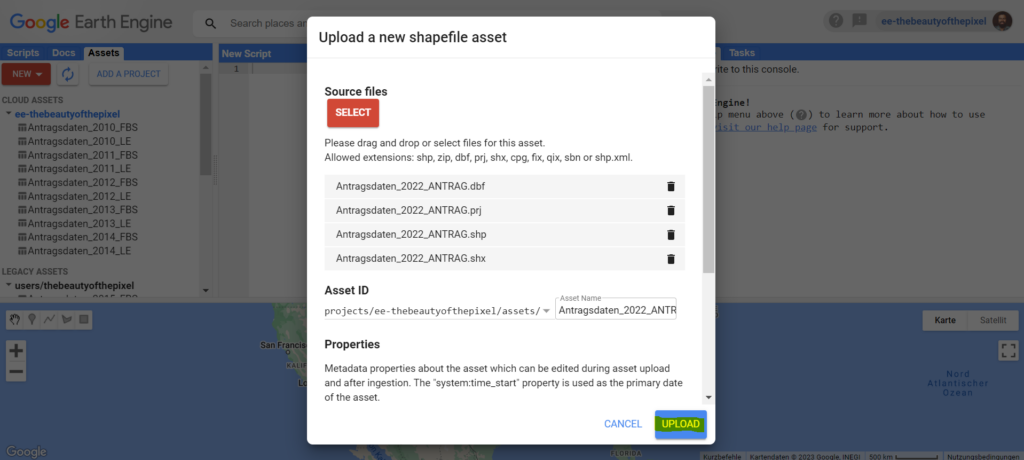 Google Earth Engine
Search places an
ee-thebeautyofthepixel
Scripts Docs Assets
NEW
ADD A PROJECT
CLOUD ASSETS
ee-thebeautyofthepixel
Antragsdaten_2010_FBS
Antragsdaten_2010_LE
Antragsdaten_2011_FBS
Antragsdaten_2011_LE
Antragsdaten_2012_FBS
Antragsdaten_2012_LE
Antragsdaten_2013_FBS
Antragsdaten_2013_LE
Antragsdaten_2014_FBS
Antragsdaten_2014_LE
LEGACY ASSETS
users/thebeautyofthepixel
New Script
1
Upload a new shapefile asset
Source files
SELECT
Please drag and drop or select files for this asset.
Allowed extensions: shp, zip, dbf, prj, shx, cpg, fix, qix, sbn or shp.xml.
Antragsdaten_2022_ANTRAG.dbf
Antragsdaten_2022_ANTRAG.prj
Antragsdaten_2022_ANTRAG.shp
Antragsdaten_2022_ANTRAG.shx
Asset ID
projects/ee-thebeautyofthepixel/assets/
Asset Name
Antragsdaten_2022_ANTR
Properties
Metadata properties about the asset which can be edited during asset upload
and after ingestion. The "system:time_start" property is used as the primary date
of the asset.
CANCEL
UPLOAD
Tasks
rite to this console.
ngine!
p menu above (?) to learn more about how to use
visit our help page for support.
Karte
Satellit
San Francisc
KALIF
Lo
FLORIDA
Nord
Atlantischer
Ozean
Google
Kurzbefehle
Kartendaten © 2023 Google, INEGI
500 km
Nutzungsbedingungen